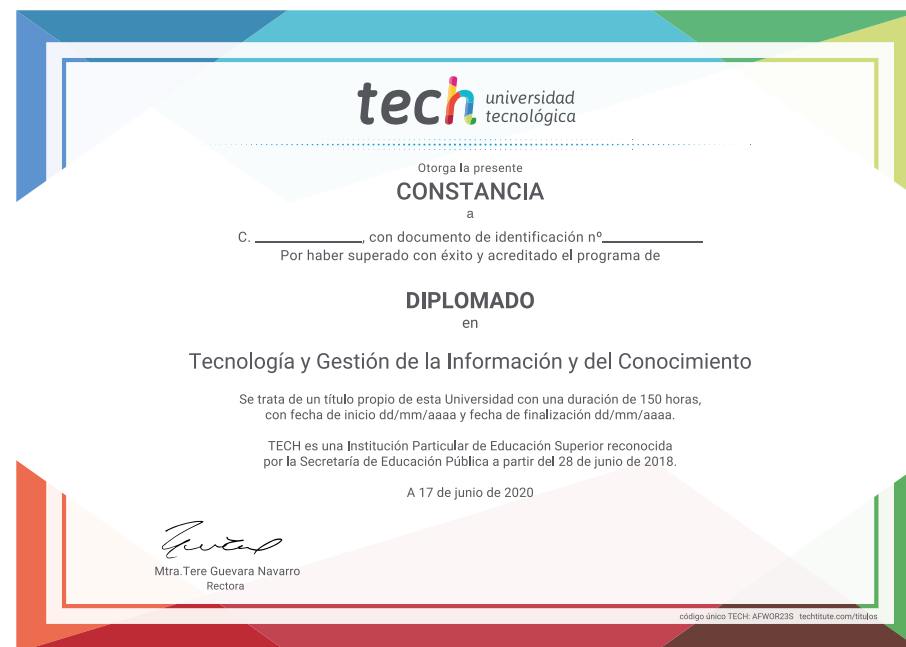 tech universidad
tecnológica
Otorga la presente
CONSTANCIA
a
C. ____________, con documento de identificación nº____________
Por haber superado con éxito y acreditado el programa de
DIPLOMADO
en
Tecnología y Gestión de la Información y del Conocimiento
Se trata de un título propio de esta Universidad con una duración de 150 horas,
con fecha de inicio dd/mm/aaaa y fecha de finalización dd/mm/aaaa.
TECH es una Institución Particular de Educación Superior reconocida
por la Secretaría de Educación Pública a partir del 28 de junio de 2018.
A 17 de junio de 2020
Mtra.Tere Guevara Navarro
Rectora
código único TECH: AFWOR23S techtitute.com/titulos